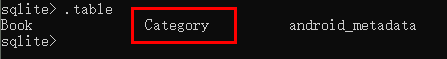 sqlite> .table
Book Category android_metadata
sqlite>